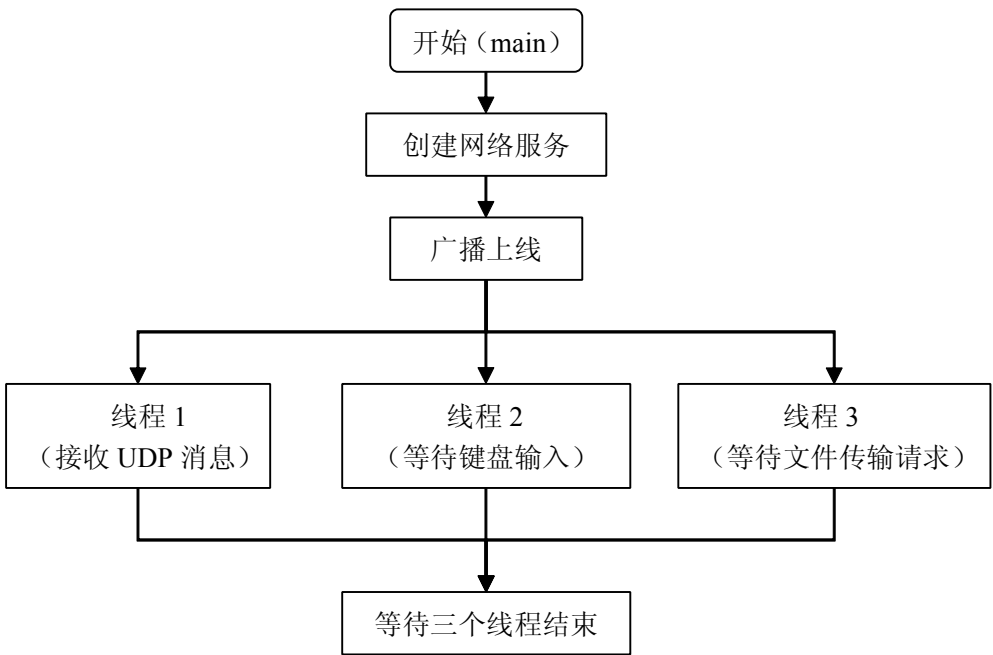 开始（main）
创建网络服务
广播上线
线程 1
（接收 UDP 消息）
线程 2
（等待键盘输入）
线程 3
（等待文件传输请求）
等待三个线程结束